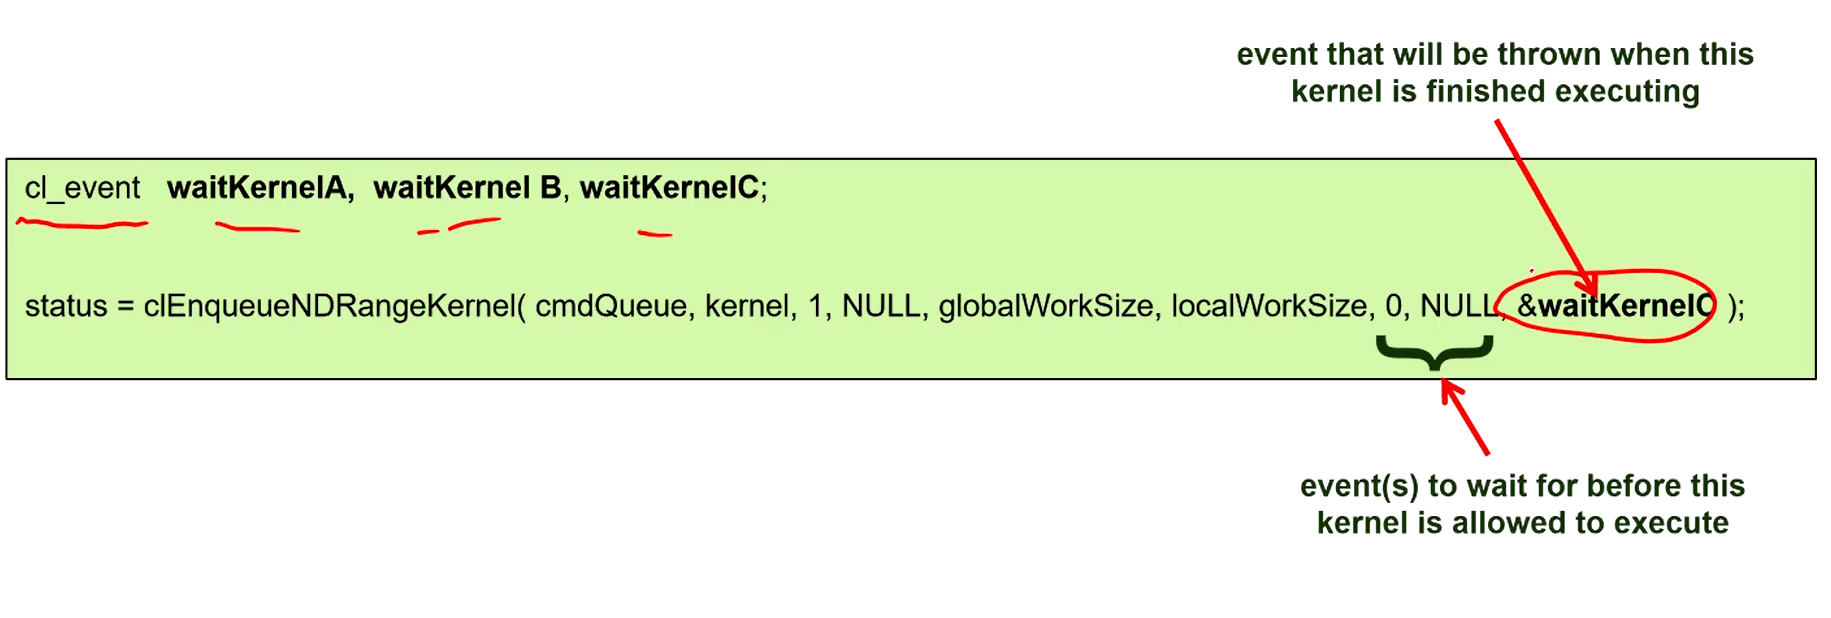 event that will be thrown when this
kernel is finished executing
cl_event waitKernelA, waitKernel B, waitKernelC;
status = clEnqueueNDRangeKernel( cmdQueue, kernel, 1, NULL, globalWorkSize, localWorkSize, 0, NULL, &waitKernelC );
event(s) to wait for before this
kernel is allowed to execute